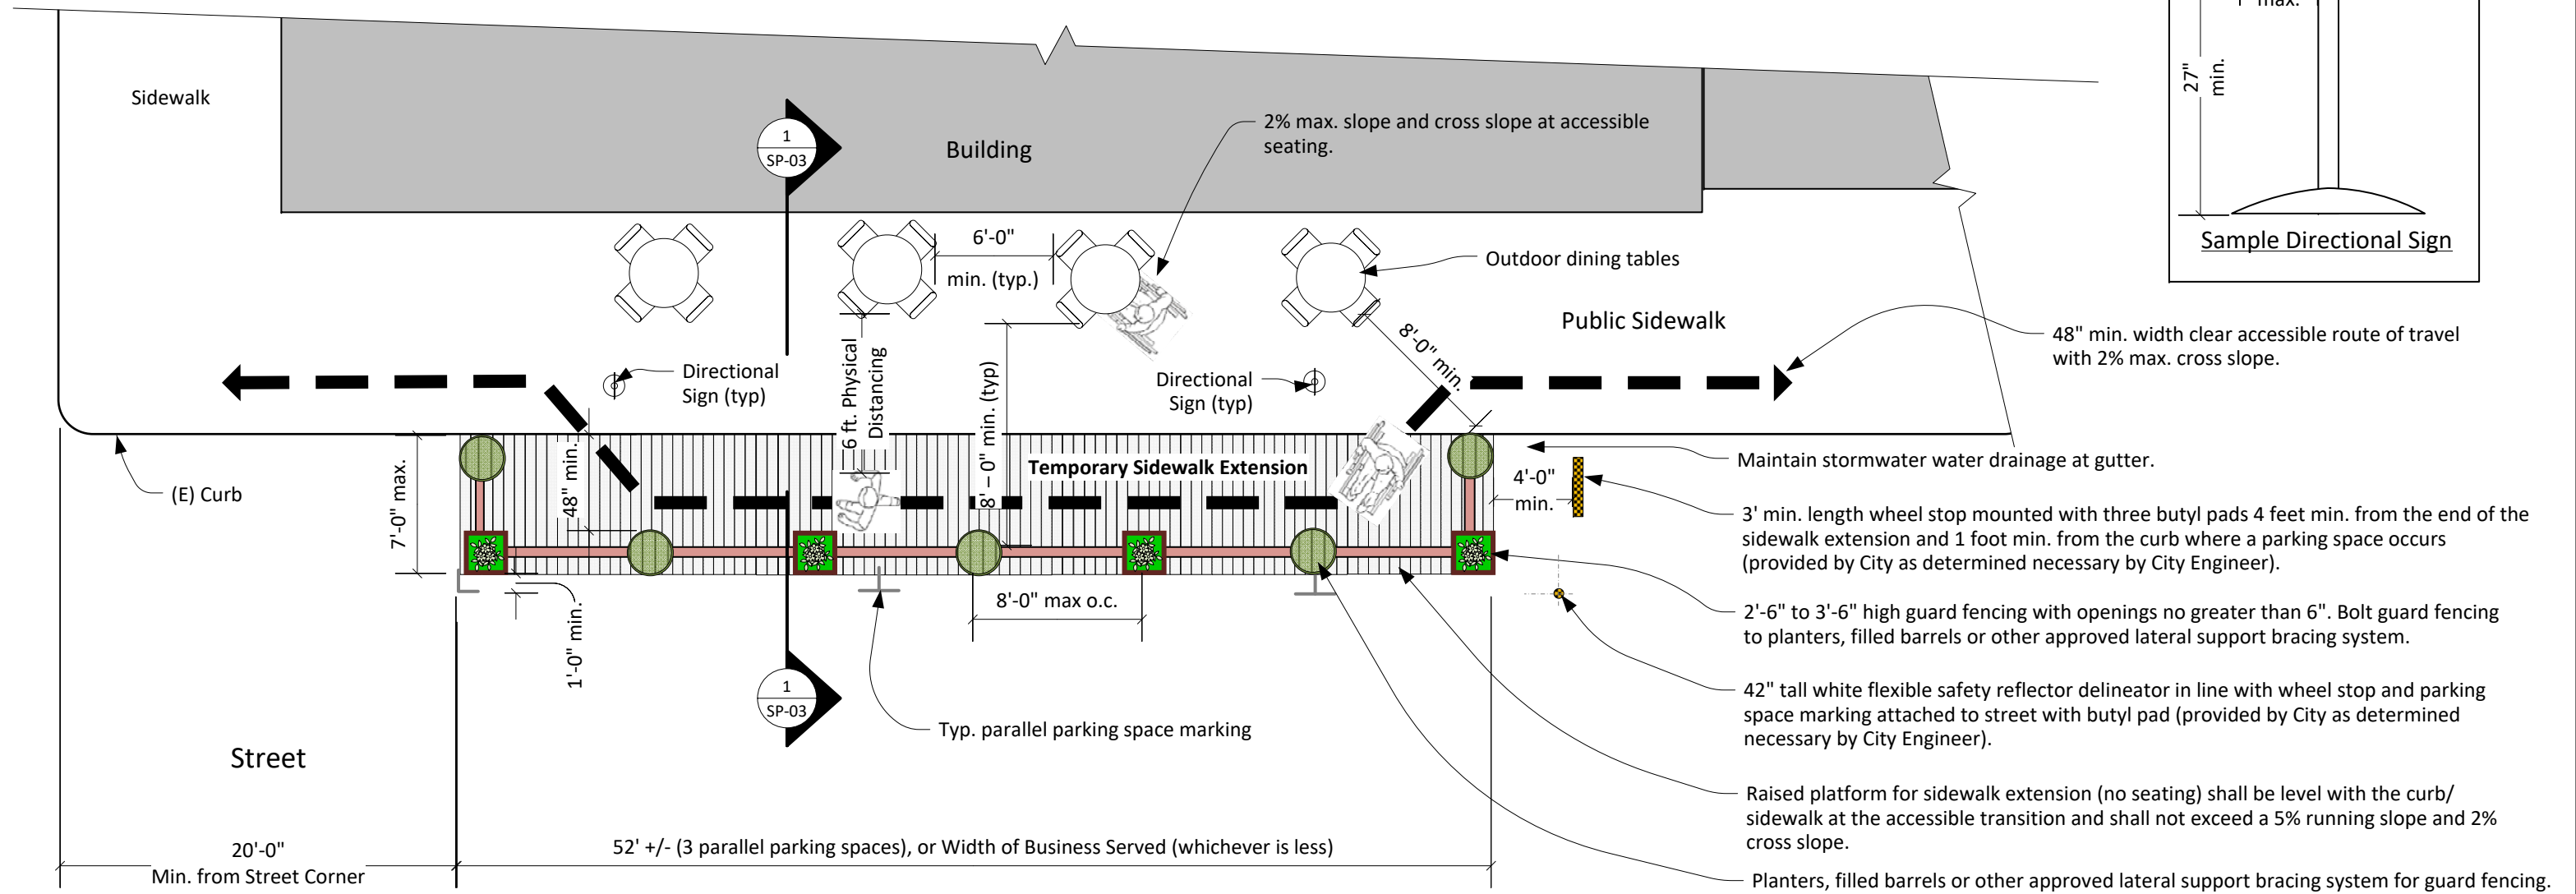 max.
27"
min.
Sample Directional Sign
Sidewalk
1
SP-03
Building
2% max. slope and cross slope at accessible
seating.
6'-0"
min. (typ.)
Outdoor dining tables
Public Sidewalk
48" min. width clear accessible route of travel
with 2% max. cross slope.
8'-0" min.
Directional
Sign (typ)
6 ft. Physical
Distancing
8' – 0" min. (typ)
Directional
Sign (typ)
(E) Curb
7'-0" max.
48" min.
Temporary Sidewalk Extension
4'-0"
min.
Maintain stormwater water drainage at gutter.
3' min. length wheel stop mounted with three butyl pads 4 feet min. from the end of the
sidewalk extension and 1 foot min. from the curb where a parking space occurs
(provided by City as determined necessary by City Engineer).
1'-0" min.
8'-0" max o.c.
2'-6" to 3'-6" high guard fencing with openings no greater than 6". Bolt guard fencing
to planters, filled barrels or other approved lateral support bracing system.
1
SP-03
Typ. parallel parking space marking
42" tall white flexible safety reflector delineator in line with wheel stop and parking
space marking attached to street with butyl pad (provided by City as determined
necessary by City Engineer).
Street
Raised platform for sidewalk extension (no seating) shall be level with the curb/
sidewalk at the accessible transition and shall not exceed a 5% running slope and 2%
cross slope.
20'-0"
Min. from Street Corner
52' +/- (3 parallel parking spaces), or Width of Business Served (whichever is less)
Planters, filled barrels or other approved lateral support bracing system for guard fencing.